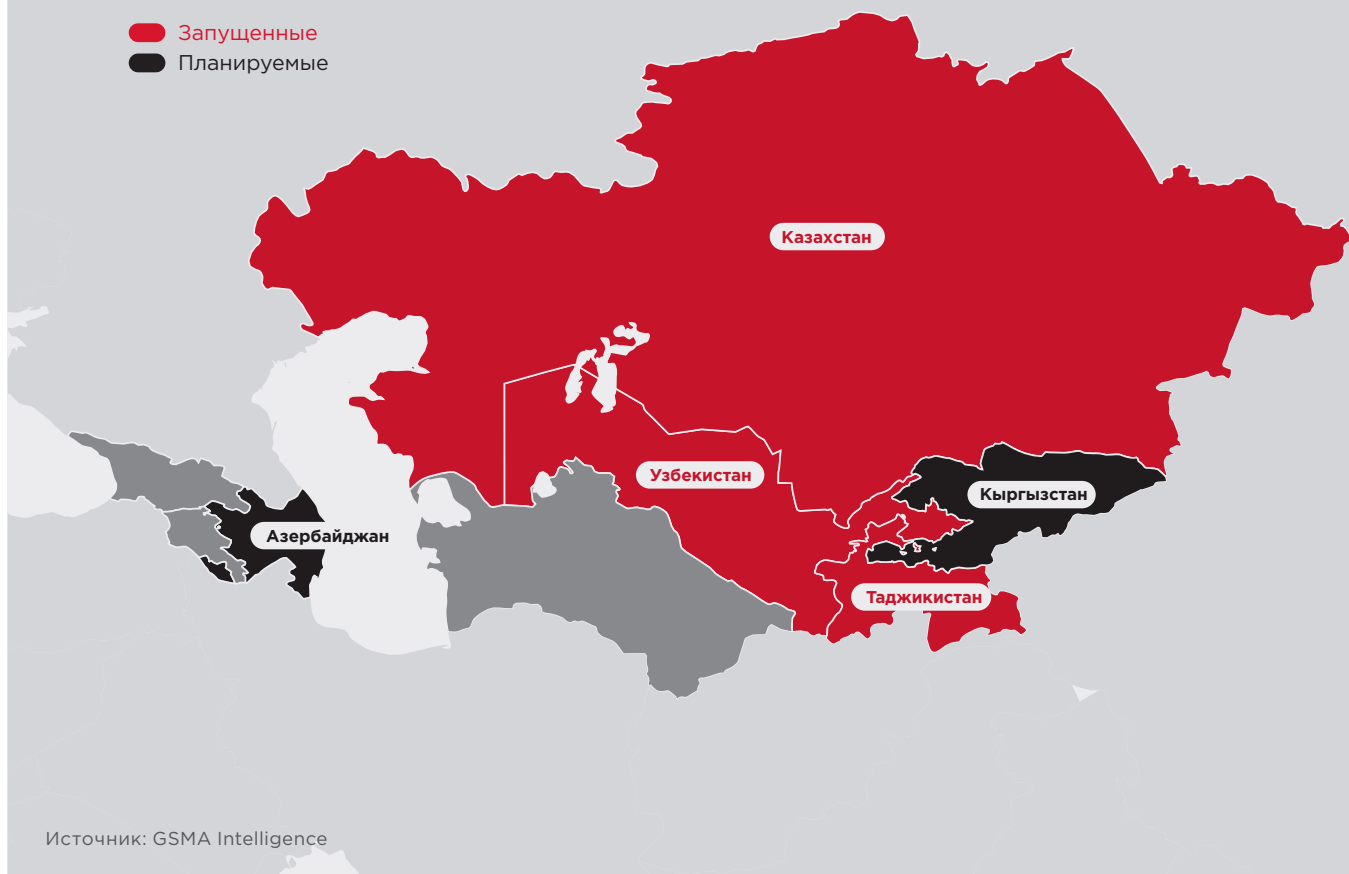 Запущенные
Планируемые
Казахстан
Узбекистан
Кыргызстан
Азербайджан
Таджикистан
Источник: GSMA Intelligence